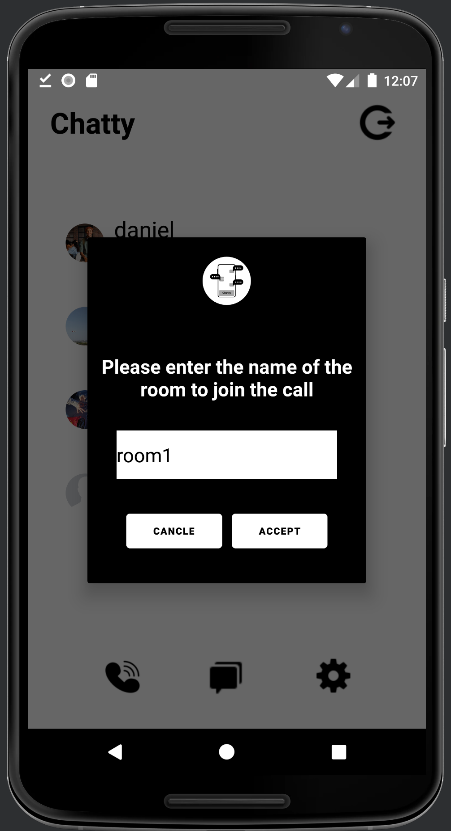 12:07
Chatty
daniel
Please enter the name of the
room to join the call
room1
CANCLE ACCEPT